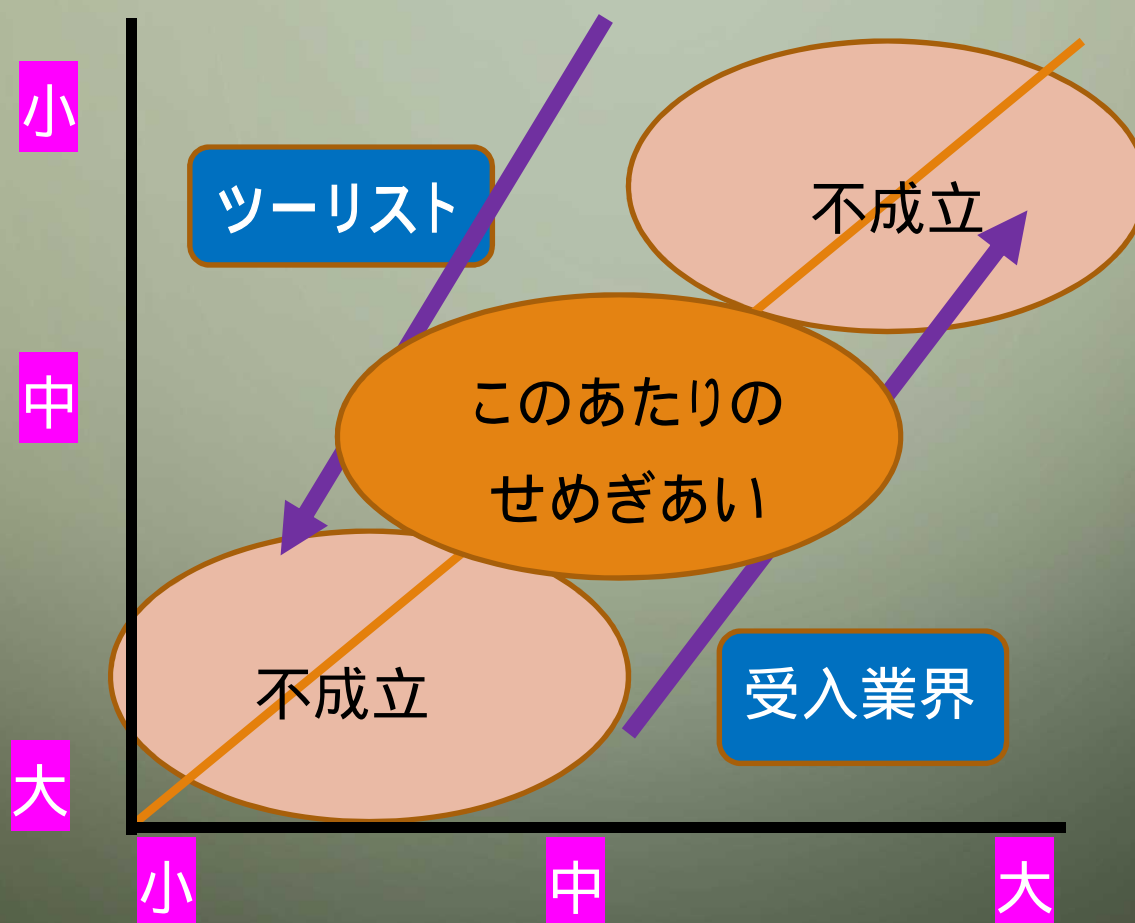 小
ツーリスト
不成立
中
このあたりの
せめぎあい
不成立
受入業界
大
小
中
大